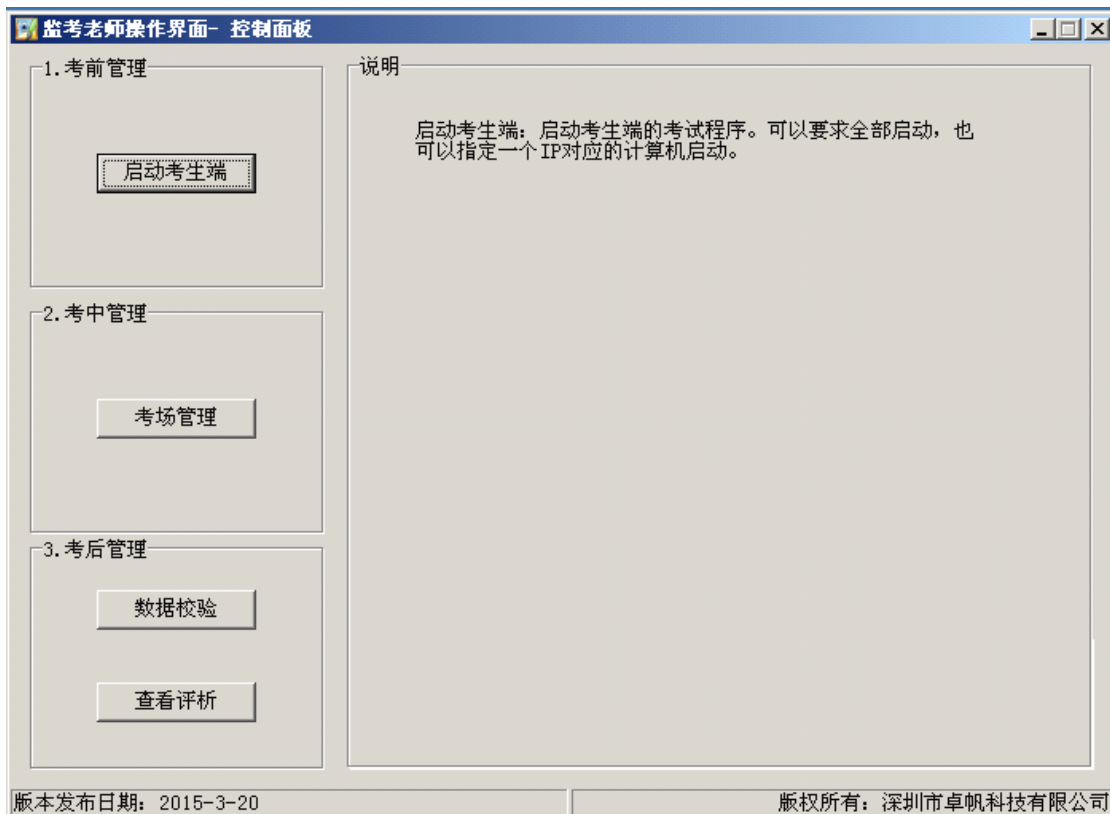 监考老师操作界面- 控制面板
1.考前管理
启动考生端
2.考中管理
考场管理
3.考后管理
数据校验
查看评析
说明
启动考生端：启动考生端的考试程序。可以要求全部启动，也
可以指定一个IP对应的计算机启动。
版本发布日期：2015-3-20
版权所有：深圳市卓帆科技有限公司